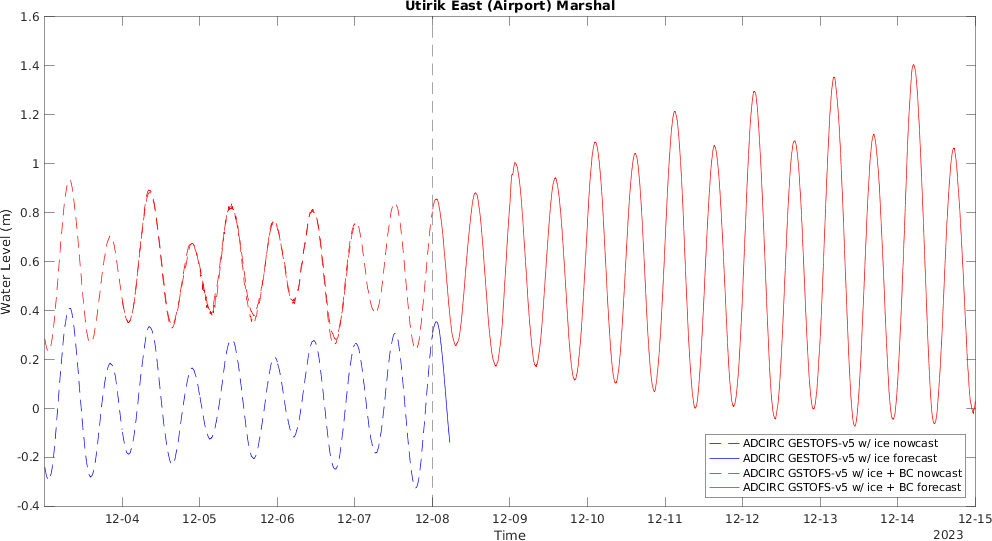 Utirik East (Airport) Marshal
1.6
1.4
1.2
1
0.8
0.6
0.4
0.2
0
-0.2
-0.4
Water Level (m)
ADCIRC GESTOFS-v5 w/ ice nowcast
ADCIRC GESTOFS-v5 w/ ice forecast
ADCIRC GSTOFS-v5 w/ ice + BC nowcast
ADCIRC GSTOFS-v5 w/ ice + BC forecast
12-04 12-05 12-06 12-07 12-08 12-09 12-10 12-11 12-12 12-13 12-14 12-15
Time
2023